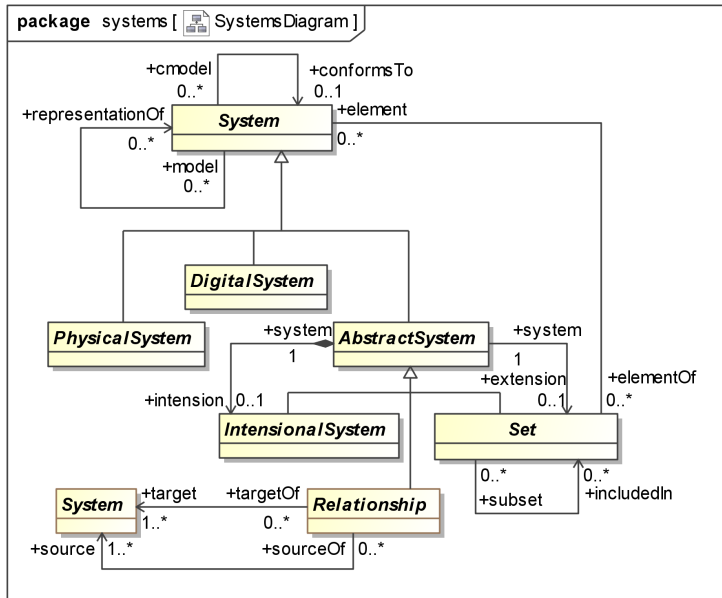 package systems [ SystemsDiagram ]
+cmodel
0..*
+conformsTo
0..1
+representationOf
0..*
System
+element
0..*
+model
0..*
DigitalSystem
PhysicalSystem
+system
1
AbstractSystem
+system
1
+extension
0..1
+elementOf
0..*
+intension
0..1
IntensionalSystem
Set
0..*
+subset
0..*
+includedIn
System
+target
1..*
+targetOf
0..*
Relationship
+source
1..*
+sourceOf
0..*